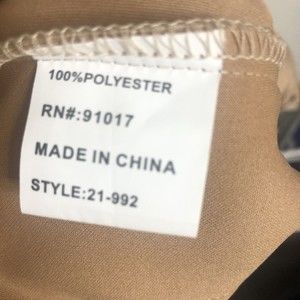 100%POLYESTER
RN#:91017
MADE IN CHINA
STYLE:21-992